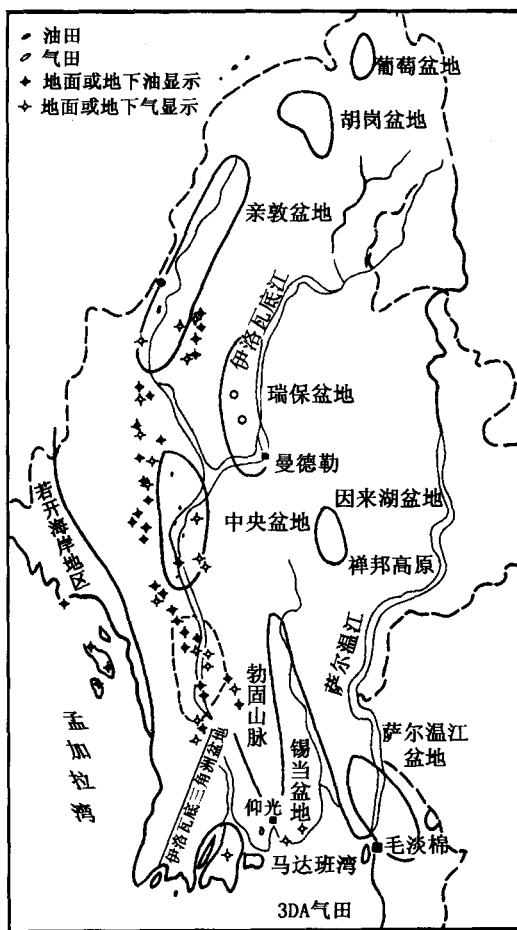 油田
气田
地面或地下油显示
地面或地下气显示
葡萄盆地
胡岗盆地
亲敦盆地
伊洛瓦底江
瑞保盆地
曼德勒
因来湖盆地
中央盆地
禅邦高原
若开海岸地区
萨尔温江
孟加拉湾
勃固山脉
锡当盆地
萨尔温江
盆地
伊洛瓦底三角洲盆地
仰光
毛淡棉
马达班湾
3DA气田